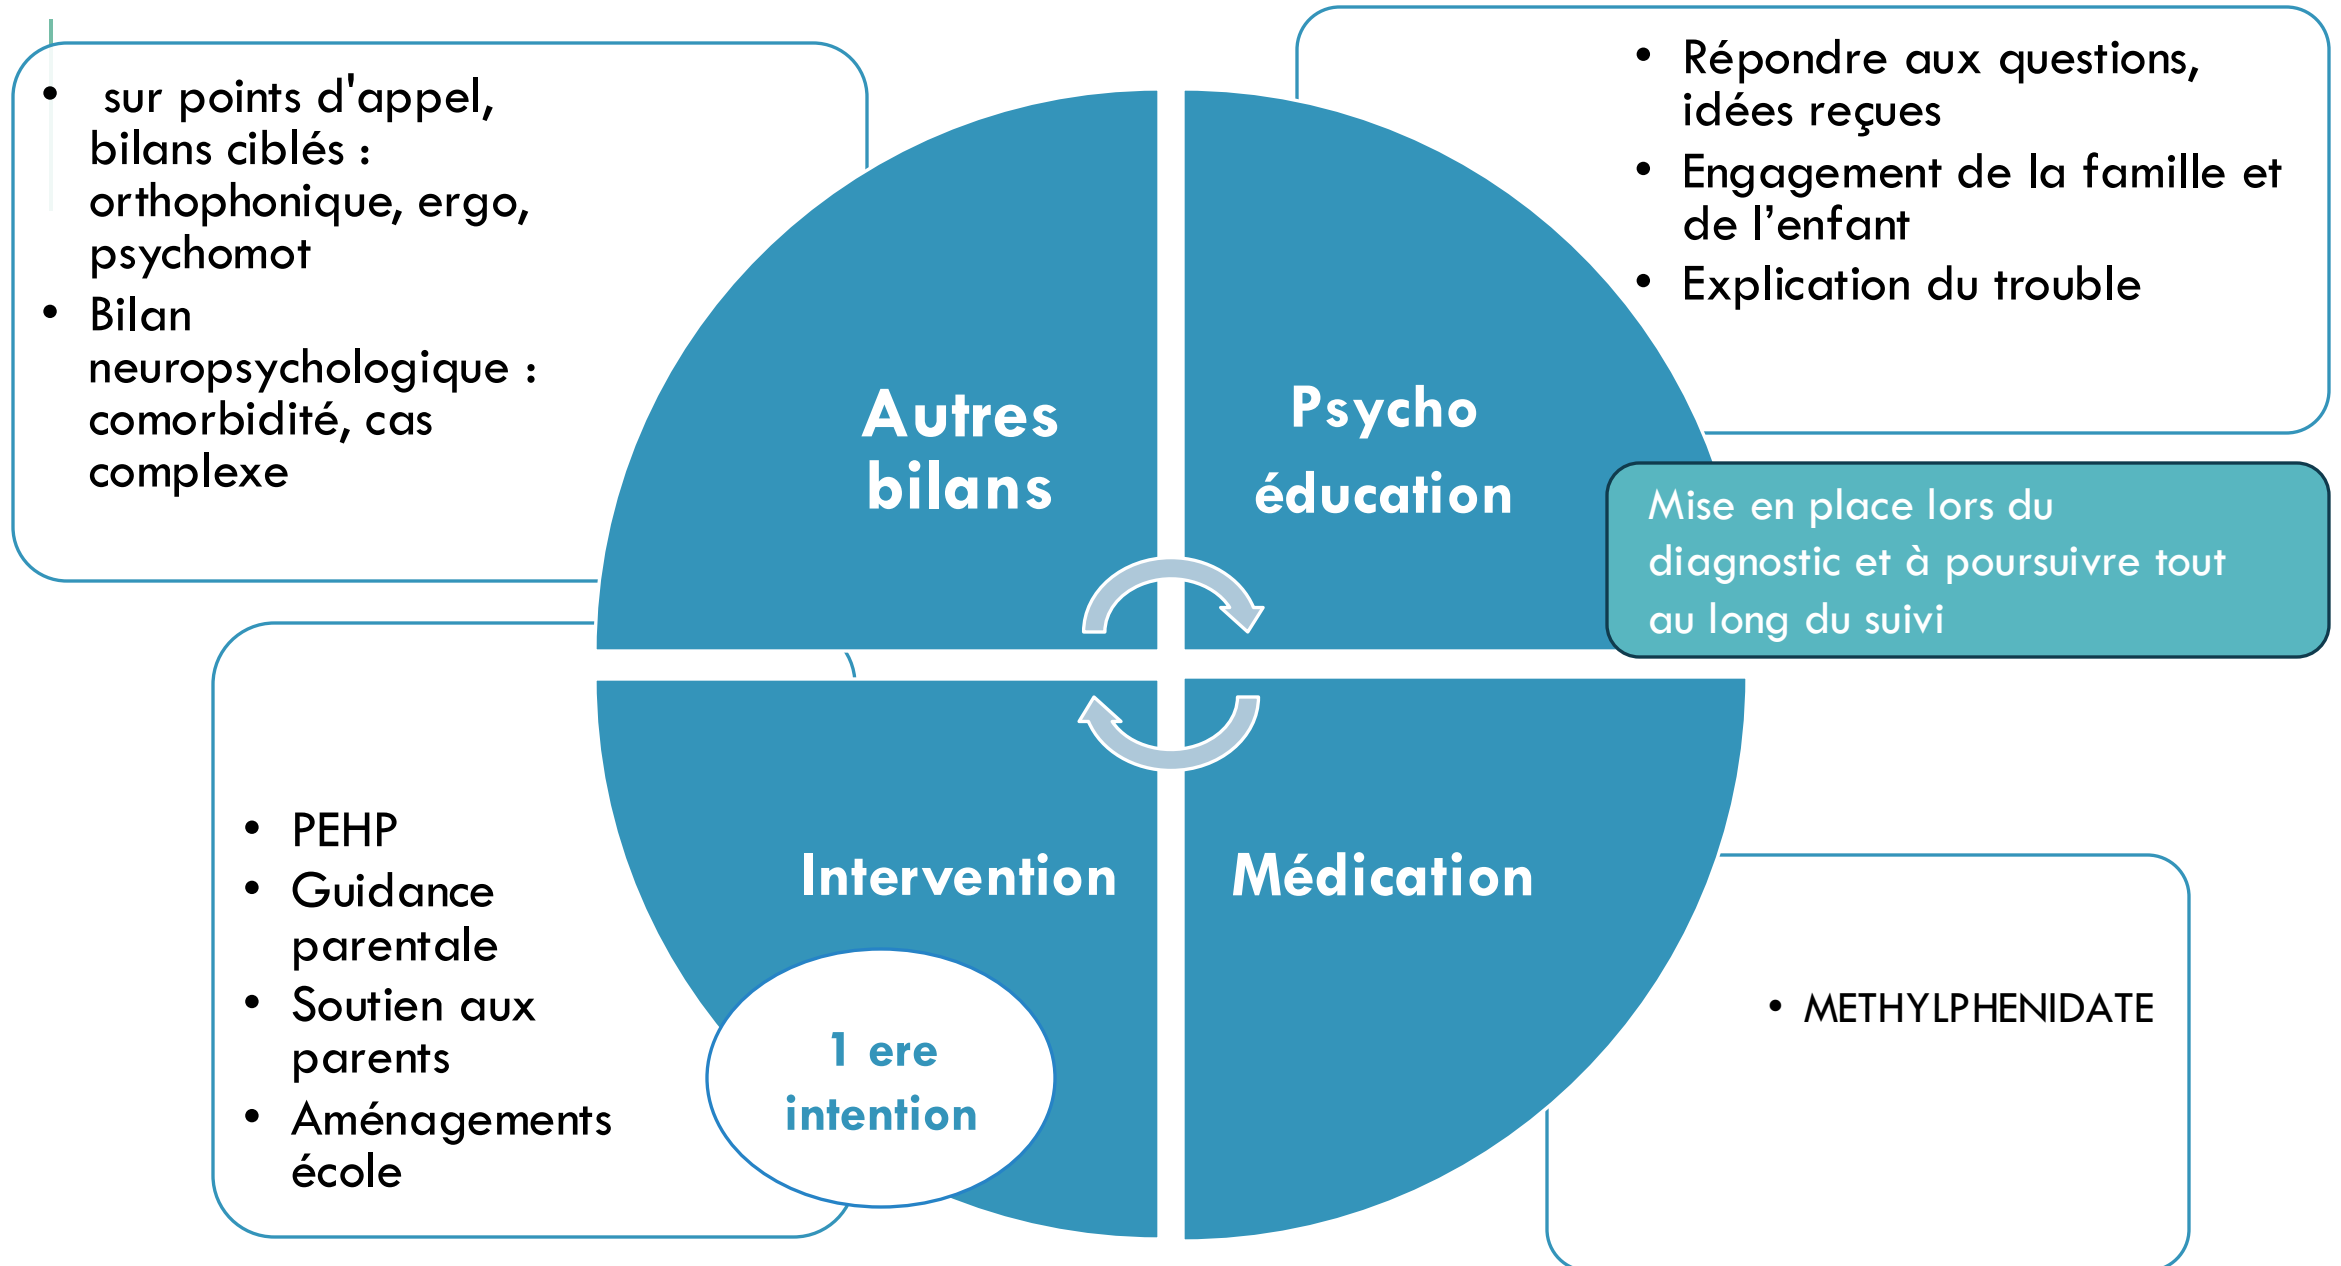 • sur points d'appel,
bilans ciblés :
orthophonique, ergo,
psychomot
• Bilan
neuropsychologique :
comorbidité, cas
complexe
Autres
bilans
• Répondre aux questions,
idées reçues
• Engagement de la famille et
de l’enfant
• Explication du trouble
Psycho
éducation
Mise en place lors du
diagnostic et à poursuivre tout
au long du suivi
• PEHP
• Guidance
parentale
• Soutien aux
parents
• Aménagements
école
Intervention
1 ere
intention
Médication
• METHYLPHENIDATE